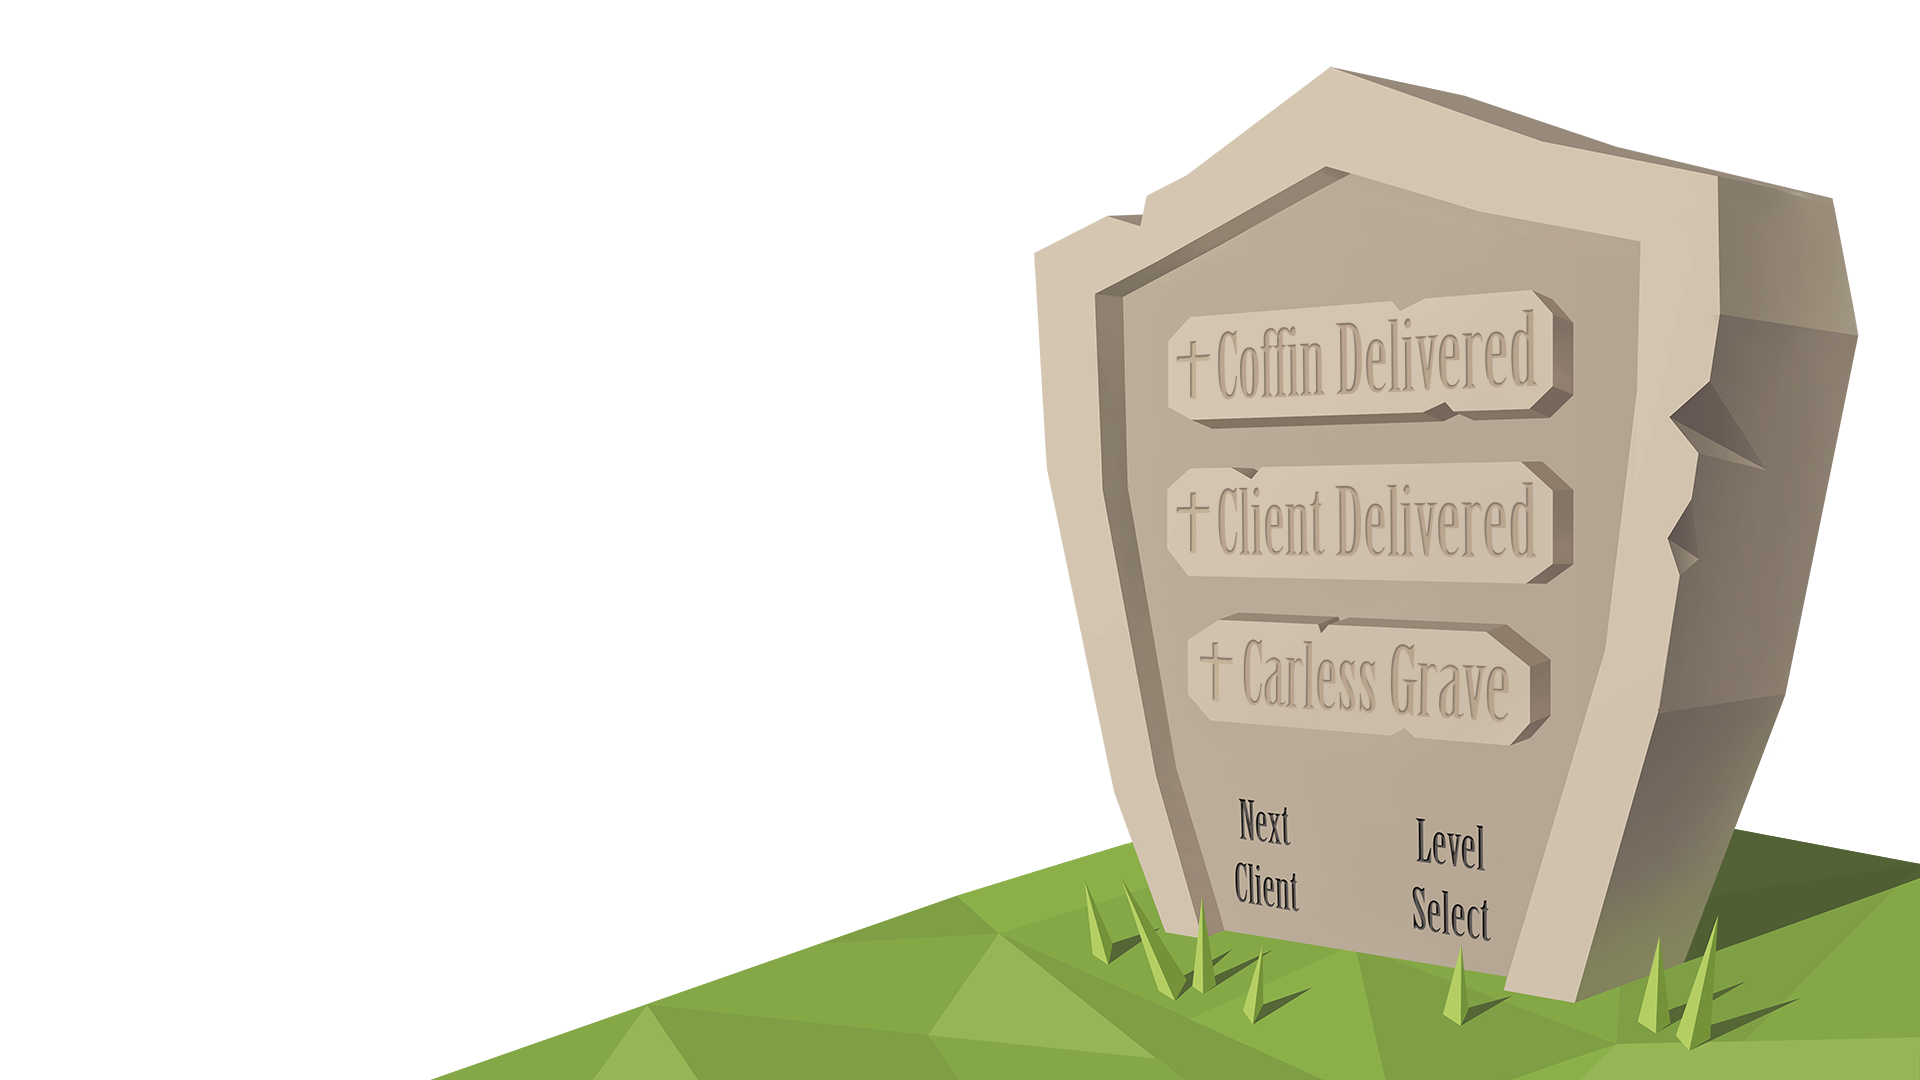 † Coffin Delivered
† Client Delivered
† Carless Grave
Next
Client
Level
Select